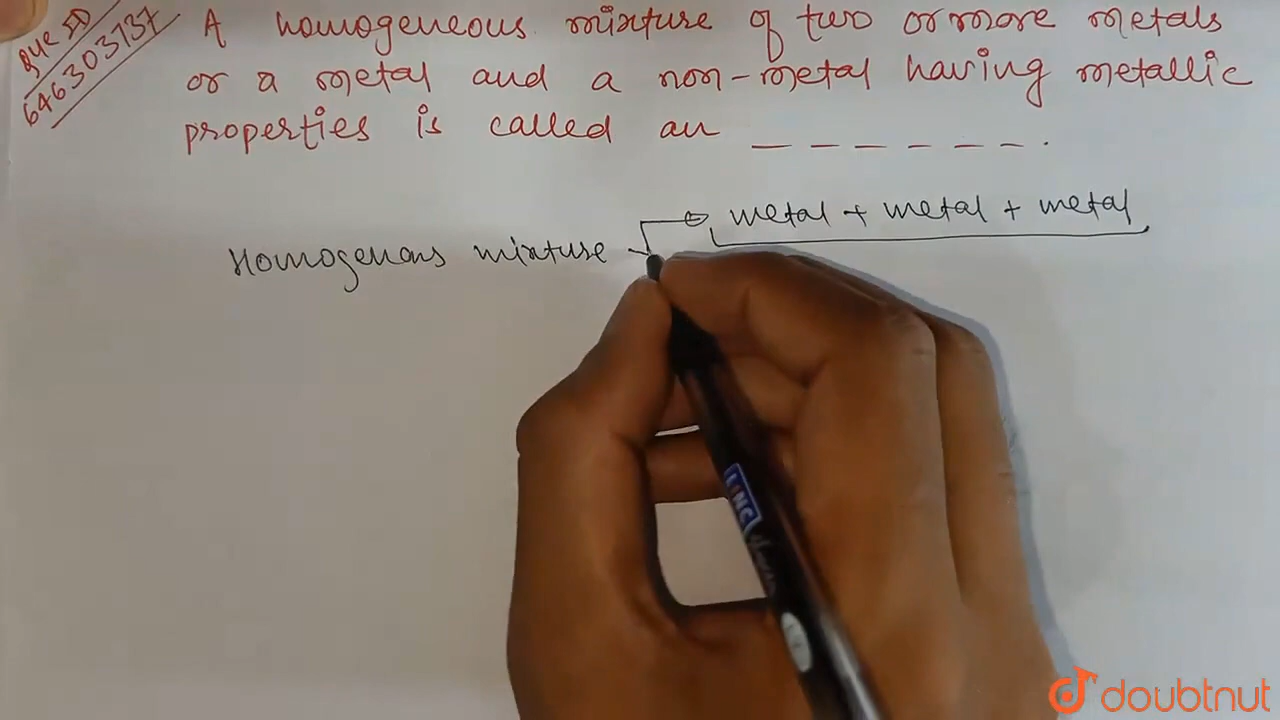 Que ID
646303737
A homogeneous mixture of two or more metals
or a metal and a non-metal having metallic
properties is called an _ _ _ _ _ _ _.
Homogenous mixture → metal + metal + metal
LINC
doubtnut